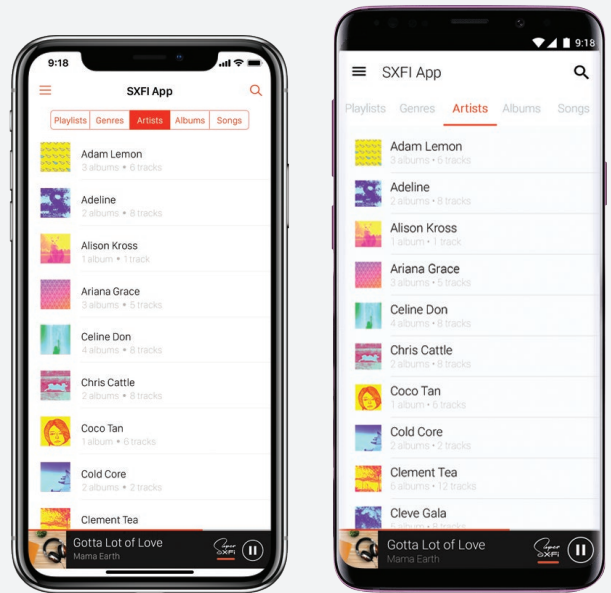 9:18
SXFI App
Playlists Genres Artists Albums Songs
Adam Lemon
3 albums • 6 tracks
Adeline
2 albums • 8 tracks
Alison Kross
1 album • 1 track
Ariana Grace
3 albums • 5 tracks
Celine Don
4 albums • 8 tracks
Chris Cattle
2 albums • 8 tracks
Coco Tan
1 album • 6 tracks
Cold Core
2 albums • 2 tracks
Clement Tea
Gotta Lot of Love
Mama Earth
Super
SXFI
9:18
SXFI App
Playlists Genres Artists Albums Songs
Adam Lemon
3 albums • 6 tracks
Adeline
2 albums • 8 tracks
Alison Kross
1 album • 1 track
Ariana Grace
3 albums • 5 tracks
Celine Don
4 albums • 8 tracks
Chris Cattle
2 albums • 8 tracks
Coco Tan
1 album • 6 tracks
Cold Core
2 albums • 2 tracks
Clement Tea
6 albums • 12 tracks
Cleve Gala
Gotta Lot of Love
Mama Earth
Super
SXFI